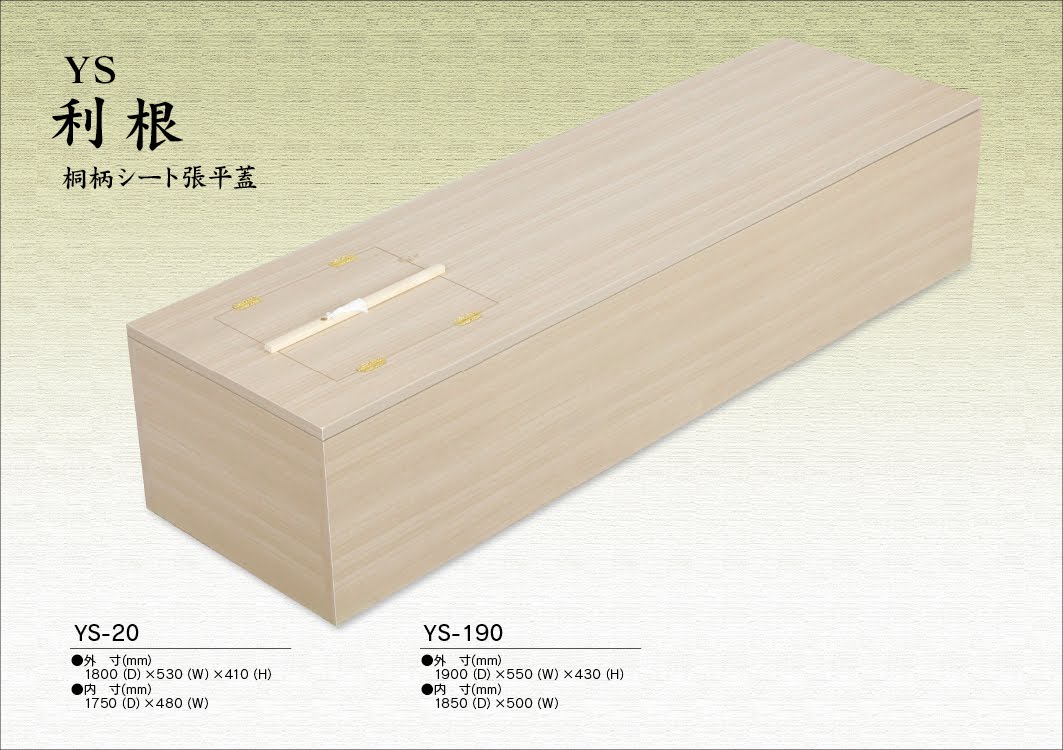 YS
利根
桐柄シート張平蓋
YS-20
●外　寸(mm)
1800 (D) ×530 (W) ×410 (H)
●内　寸(mm)
1750 (D) ×480 (W)
YS-190
●外　寸(mm)
1900 (D) ×550 (W) ×430 (H)
●内　寸(mm)
1850 (D) ×500 (W)